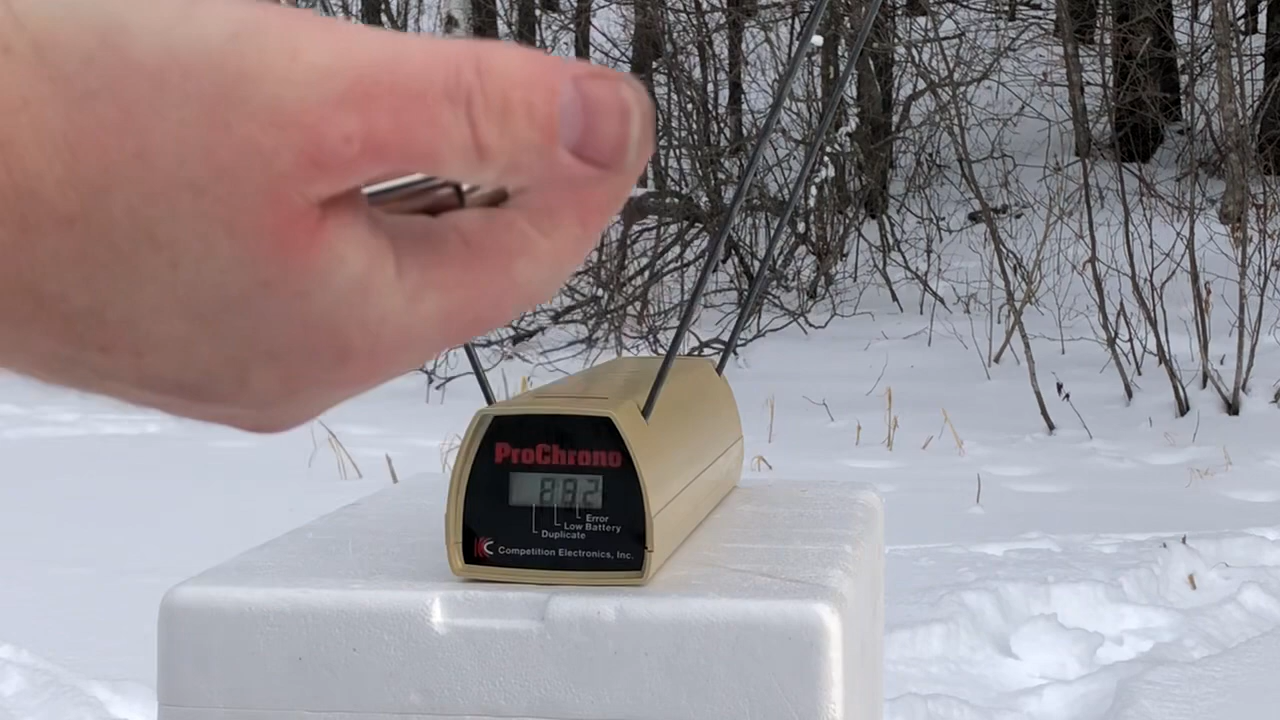 ProChrono
882
Error
Low Battery
Duplicate
Competition Electronics, Inc.